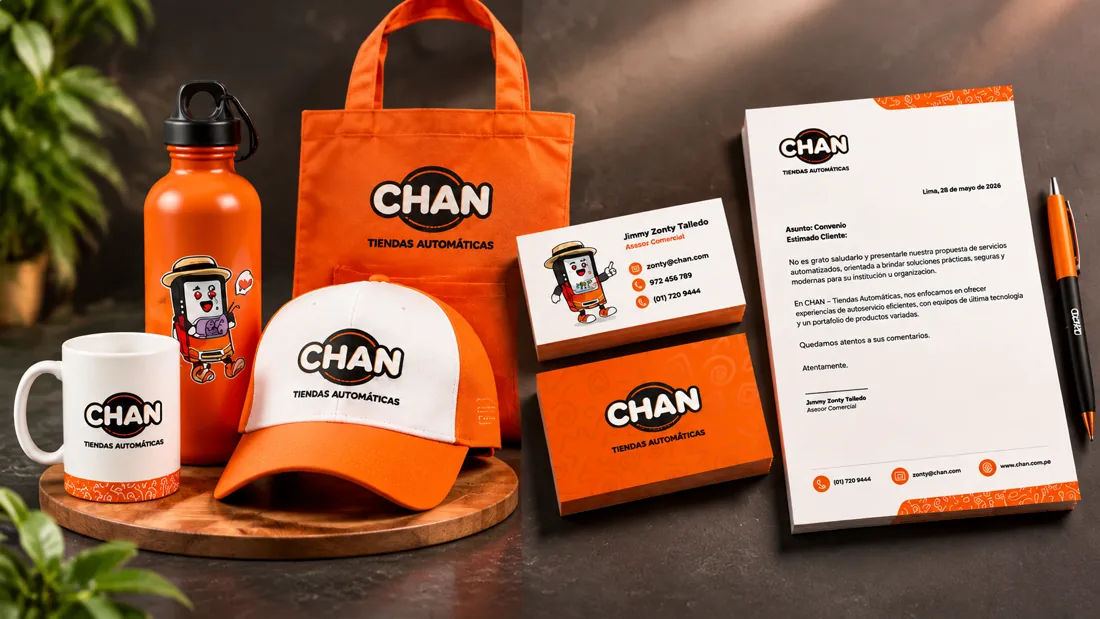 CHAN
TIENDAS AUTOMÁTICAS
CHAN
TIENDAS AUTOMÁTICAS
CHAN
TIENDAS AUTOMÁTICAS
Jimmy Zonty Talledo
Asesor Comercial
zonty@chan.com
972 456 789
(01) 720 9444
CHAN
TIENDAS AUTOMÁTICAS
CHAN
TIENDAS AUTOMÁTICAS
Lima, 28 de mayo de 2026
Asunto: Convenio
Estimado Cliente:
No es grato saludarlo y presentarle nuestra propuesta de servicios
automatizados, orientada a brindar soluciones prácticas, seguras y
modernas para su institución u organizacion.
En CHAN – Tiendas Automáticas, nos enfocamos en ofrecer
experiencias de autoservicio eficientes, con equipos de última tecnología
y un portafolio de productos variadas.
Quedamos atentos a sus comentarios.
Atentamente,
Jimmy Zonty Talledo
Asesor Comercial
(01) 720 9444
zonty@chan.com
www.chan.com.pe